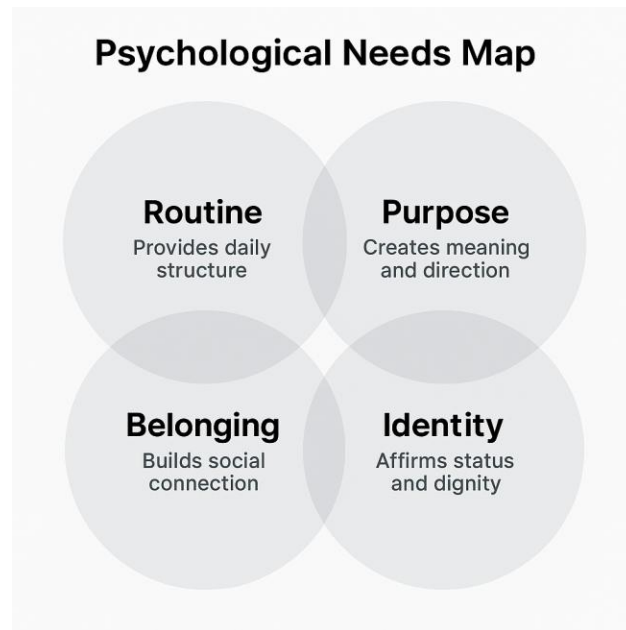 Psychological Needs Map
Routine
Provides daily
structure
Purpose
Creates meaning
and direction
Belonging
Builds social
connection
Identity
Affirms status
and dignity